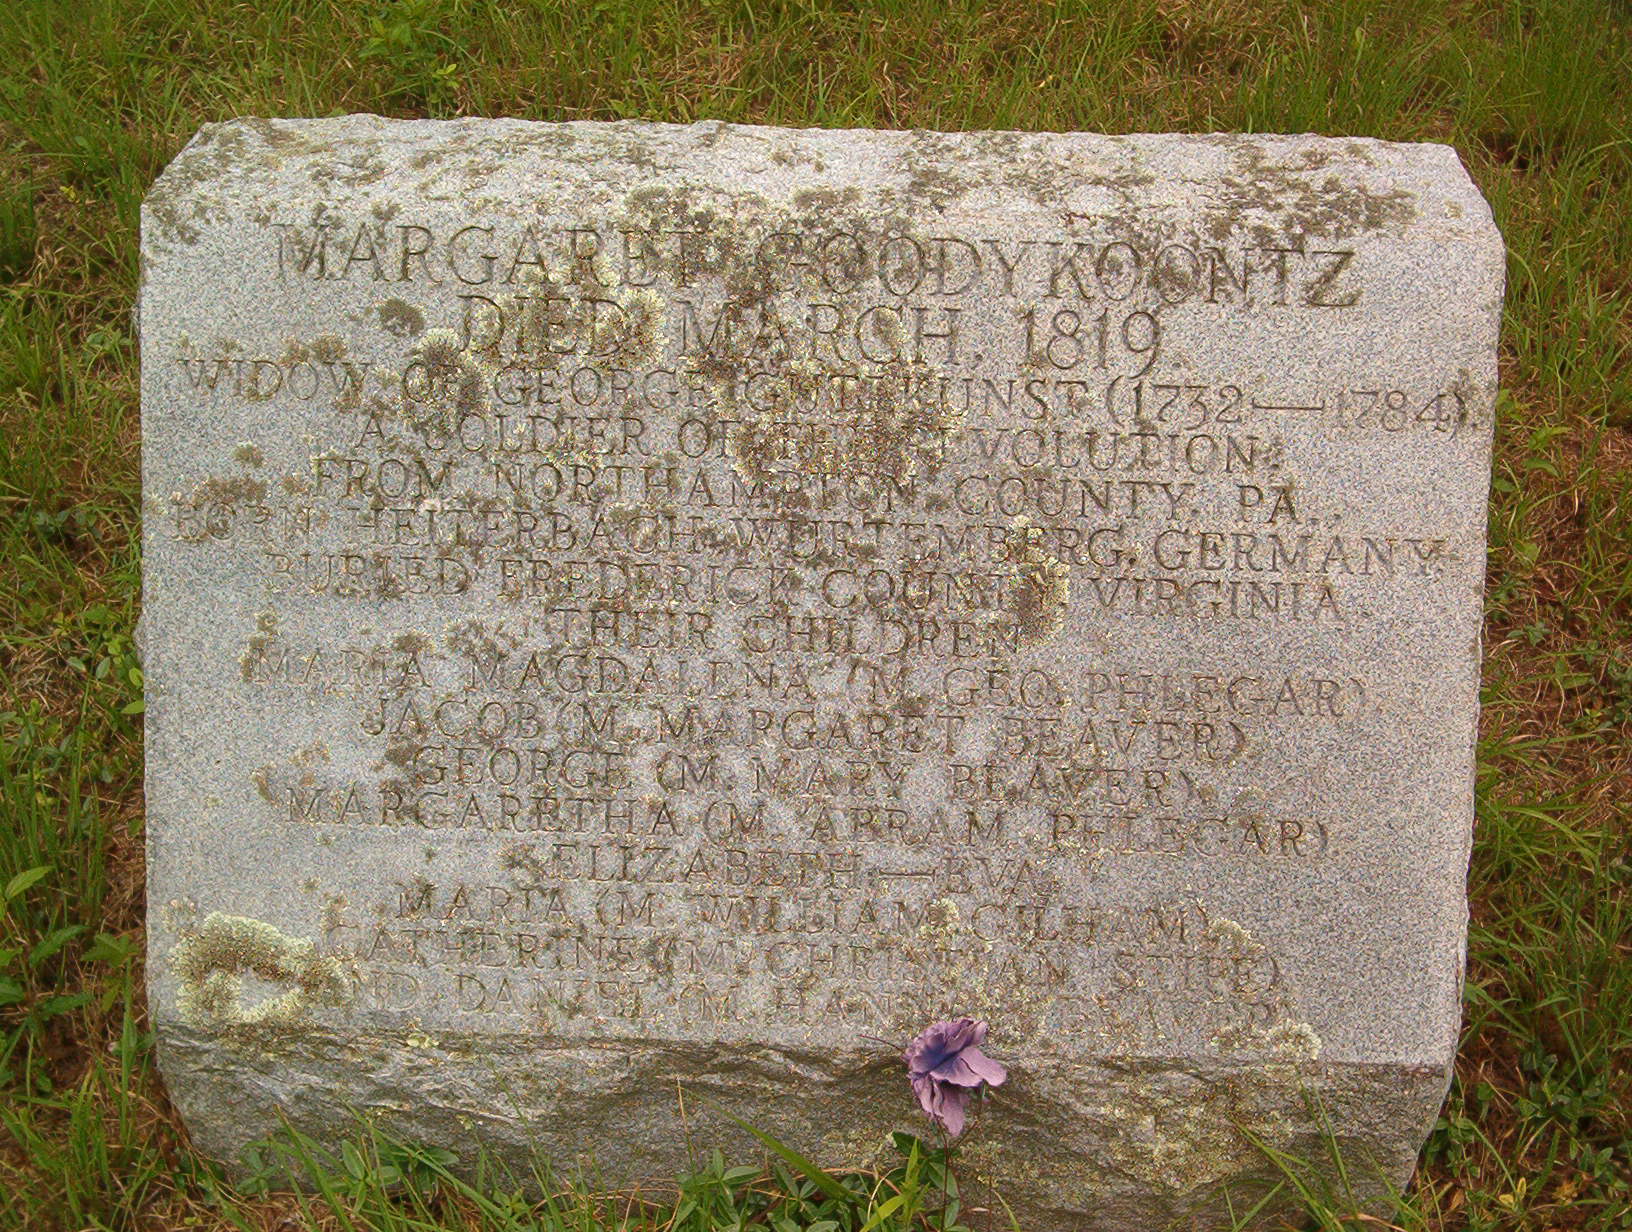 MARGARET GOODYKOONTZ
DIED MARCH, 1819
WIDOW OF GEORGE GUTHKUNST (1732—1784)
A SOLDIER OF THE REVOLUTION
FROM NORTHAMPTON COUNTY, PA.,
BORN HEITERBACH WURTEMBERG, GERMANY
BURIED FREDERICK COUNTY VIRGINIA
THEIR CHILDREN
MARIA MAGDALENA (M. GEO. PHLEGAR)
JACOB (M. MARGARET BEAVER)
GEORGE (M. MARY BEAVER)
MARGARETHA (M. ABRAM PHLEGAR)
ELIZABETH—EVA
MARIA (M. WILLIAM GILHAM)
CATHERINE (M. CHRISTIAN STIPE)
AND DANIEL (M. HANNAH